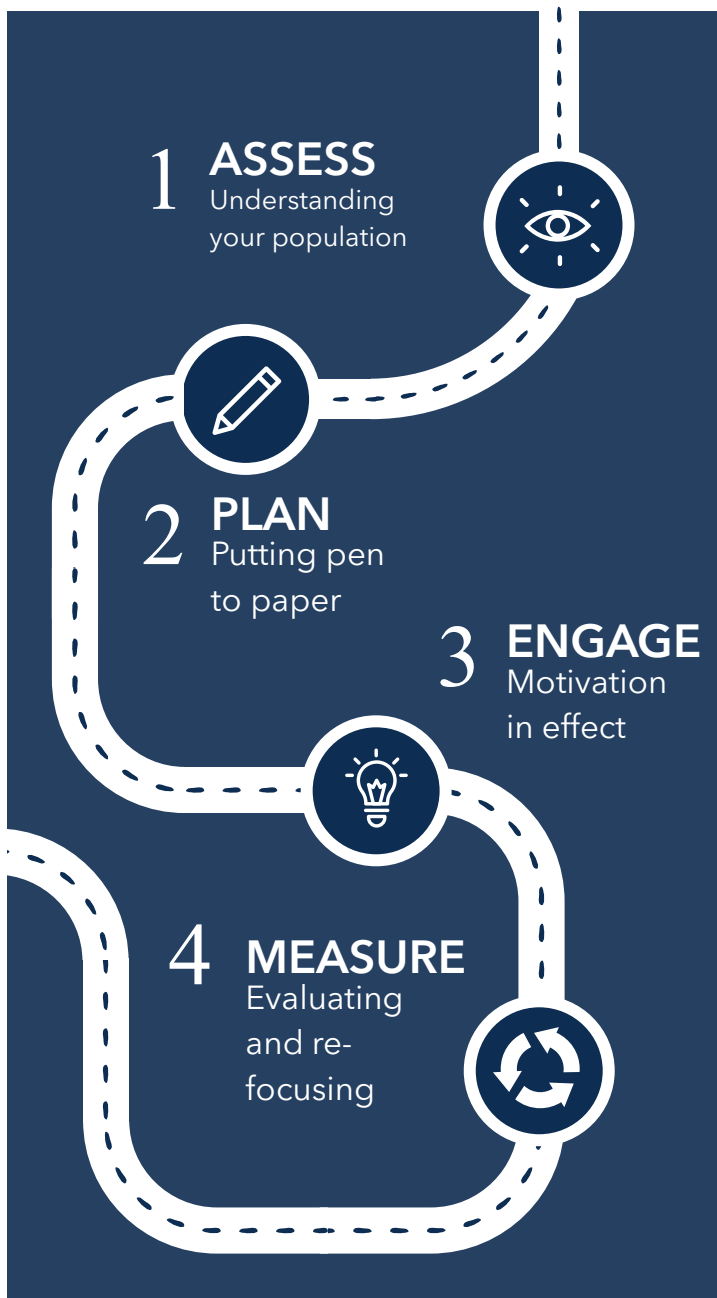 1 ASSESS
Understanding
your population
2 PLAN
Putting pen
to paper
3 ENGAGE
Motivation
in effect
4 MEASURE
Evaluating
and re-
focusing